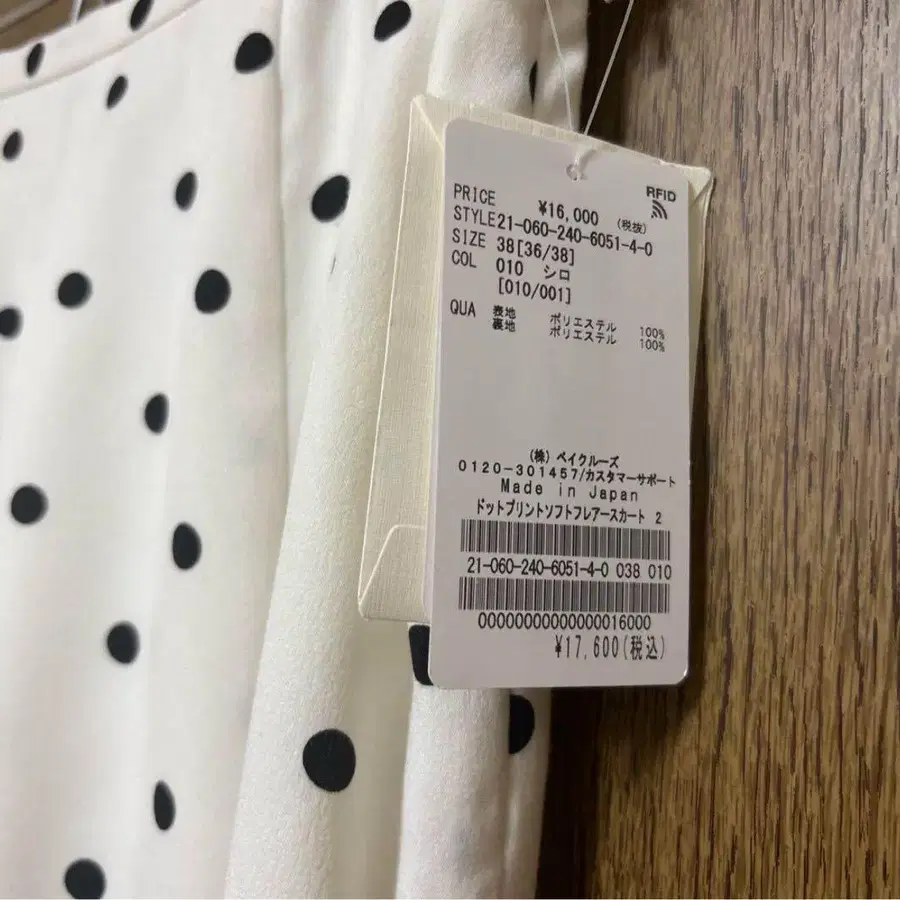 RFID
PRICE ¥16,000 (税抜)
STYLE21-060-240-6051-4-0
SIZE 38[36/38]
COL 010 シロ
[010/001]
QUA 表地 ポリエステル 100%
裏地 ポリエステル 100%
(株) ベイクルーズ
0120-301457/カスタマーサポート
Made in Japan
ドットプリントソフトフレアースカート 2
21-060-240-6051-4-0 038 010
00000000000000016000
¥17,600(税込)